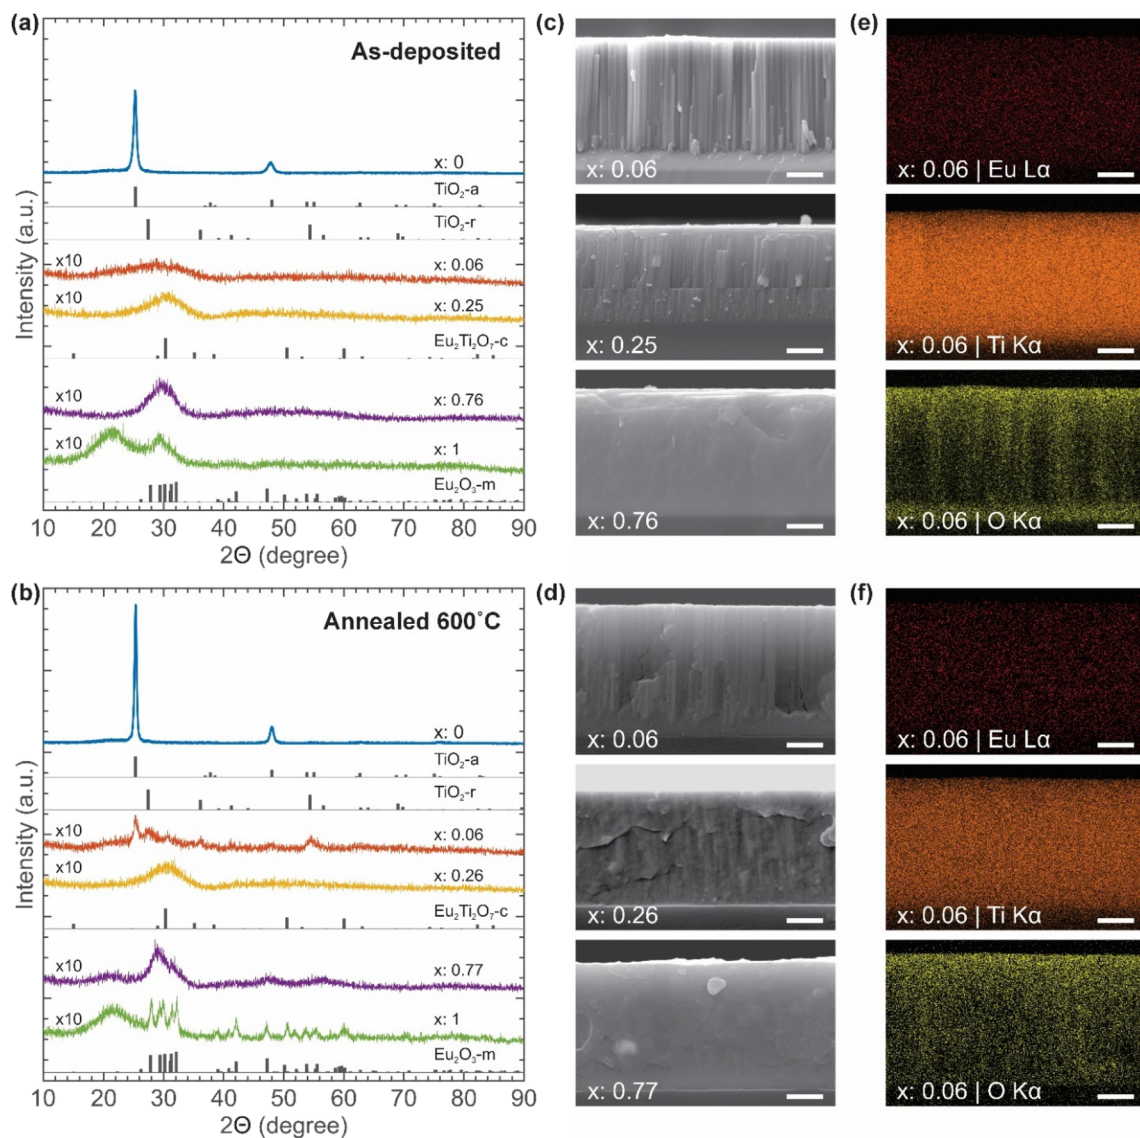 (a)
As-deposited
x: 0
TiO₂-a
TiO₂-r
x10
x: 0.06
x10
x: 0.25
Eu₂Ti₂O₇-c
x10
x: 0.76
x10
x: 1
Eu₂O₃-m
Intensity (a.u.)
10 20 30 40 50 60 70 80 90
2Θ (degree)
(c)
x: 0.06
x: 0.25
x: 0.76
(e)
x: 0.06 | Eu Lα
x: 0.06 | Ti Kα
x: 0.06 | O Kα
(b)
Annealed 600°C
x: 0
TiO₂-a
TiO₂-r
x10
x: 0.06
x10
x: 0.26
Eu₂Ti₂O₇-c
x10
x: 0.77
x10
x: 1
Eu₂O₃-m
Intensity (a.u.)
10 20 30 40 50 60 70 80 90
2Θ (degree)
(d)
x: 0.06
x: 0.26
x: 0.77
(f)
x: 0.06 | Eu Lα
x: 0.06 | Ti Kα
x: 0.06 | O Kα